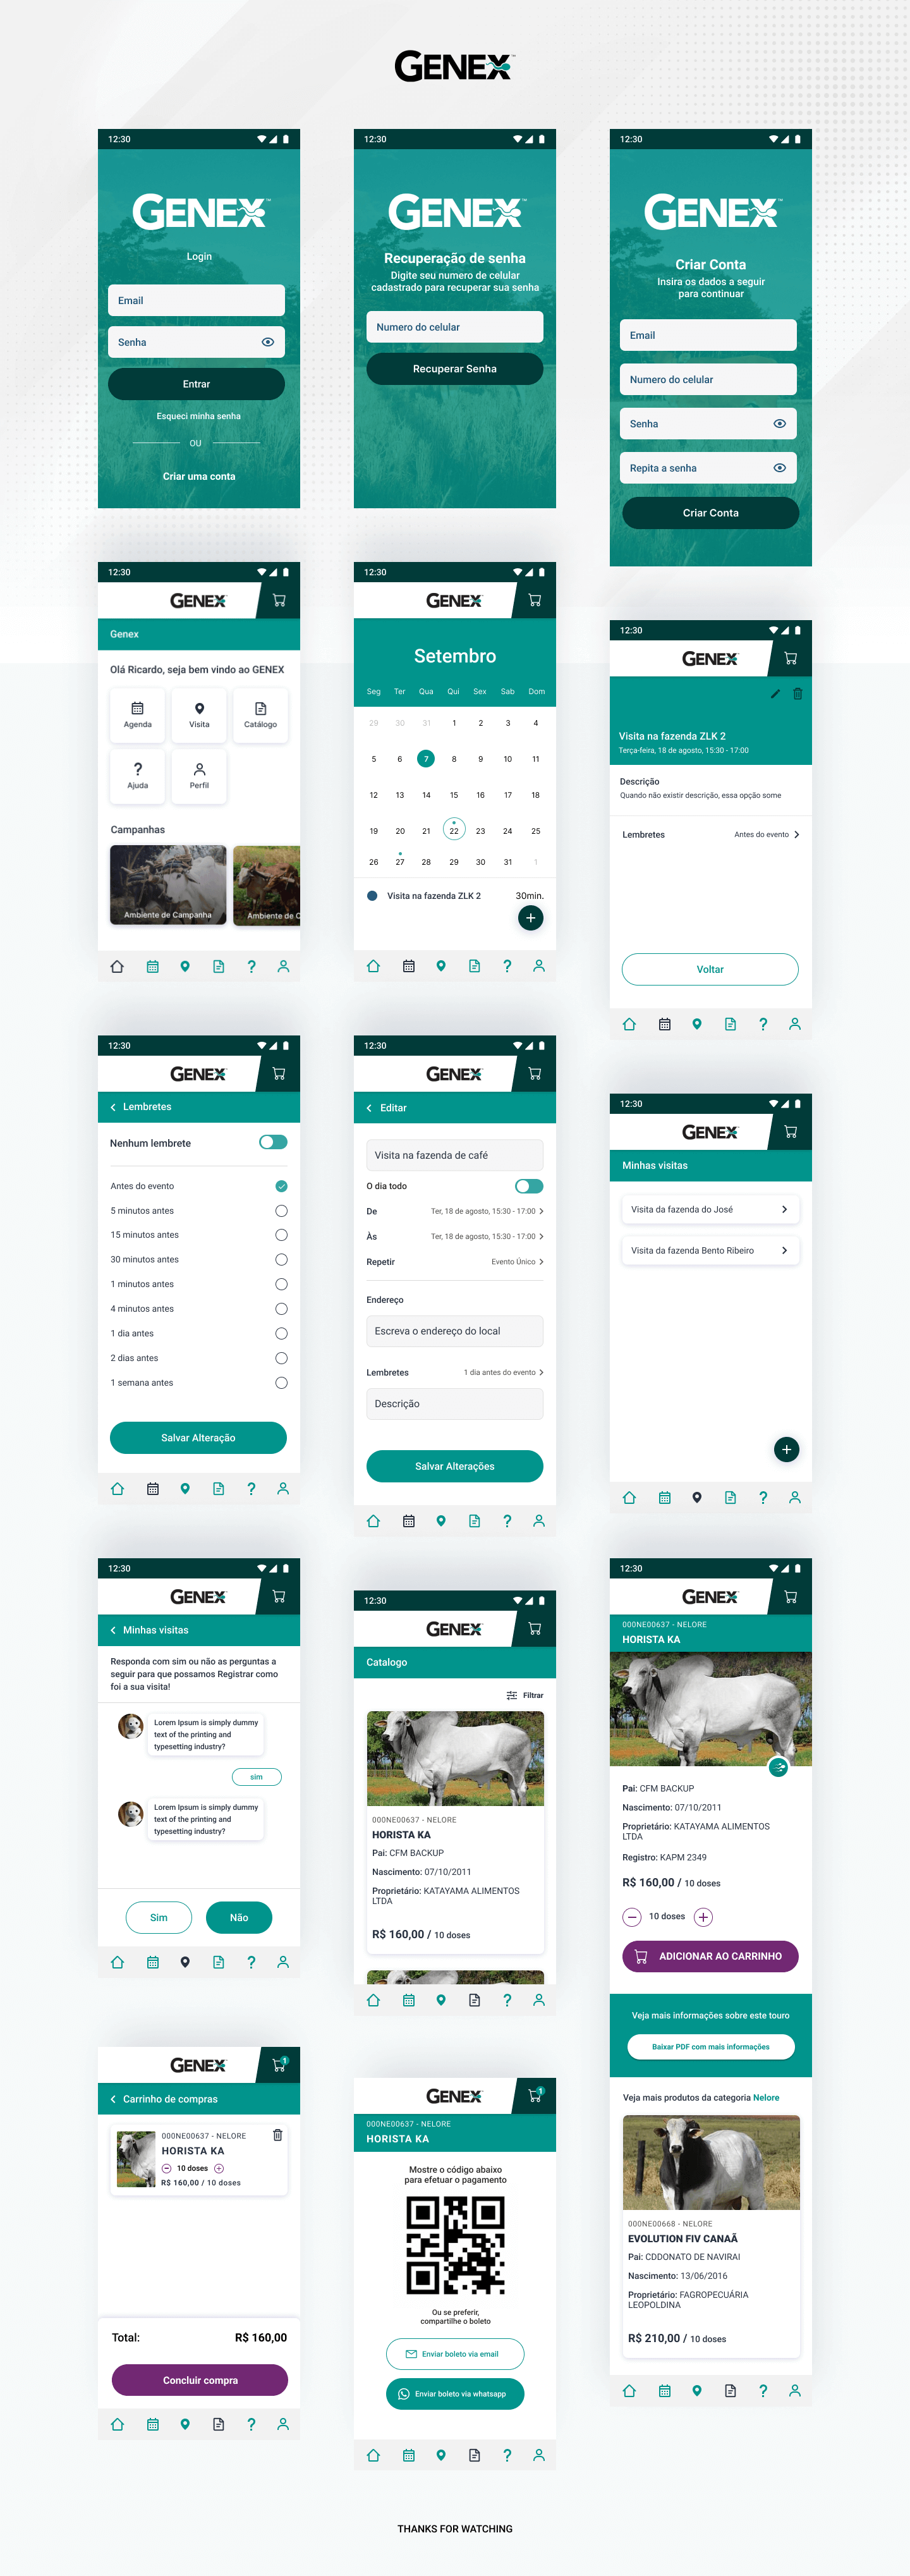 GENEX
12:30
GENEX
Login
Email
Senha
Entrar
Esqueci minha senha
OU
Criar uma conta
12:30
GENEX
Recuperação de senha
Digite seu numero de celular
cadastrado para recuperar sua senha
Numero do celular
Recuperar Senha
12:30
GENEX
Criar Conta
Insira os dados a seguir
para continuar
Email
Numero do celular
Senha
Repita a senha
Criar Conta
12:30
GENEX
Genex
Olá Ricardo, seja bem vindo ao GENEX
Agenda Visita Catálogo
Ajuda Perfil
Campanhas
Ambiente de Campanha Ambiente de C
12:30
GENEX
Setembro
Seg Ter Qua Qui Sex Sab Dom
29 30 31 1 2 3 4
5 6 7 8 9 10 11
12 13 14 15 16 17 18
19 20 21 22 23 24 25
26 27 28 29 30 31 1
Visita na fazenda ZLK 2 30min.
12:30
GENEX
Visita na fazenda ZLK 2
Terça-feira, 18 de agosto, 15:30 - 17:00
Descrição
Quando não existir descrição, essa opção some
Lembretes Antes do evento
Voltar
12:30
GENEX
Lembretes
Nenhum lembrete
Antes do evento
5 minutos antes
15 minutos antes
30 minutos antes
1 minutos antes
4 minutos antes
1 dia antes
2 dias antes
1 semana antes
Salvar Alteração
12:30
GENEX
Editar
Visita na fazenda de café
O dia todo
De Ter, 18 de agosto, 15:30 - 17:00
Às Ter, 18 de agosto, 15:30 - 17:00
Repetir Evento Único
Endereço
Escreva o endereço do local
Lembretes 1 dia antes do evento
Descrição
Salvar Alterações
12:30
GENEX
Minhas visitas
Visita da fazenda do José
Visita da fazenda Bento Ribeiro
12:30
GENEX
Minhas visitas
Responda com sim ou não as perguntas a
seguir para que possamos Registrar como
foi a sua visita!
Lorem Ipsum is simply dummy
text of the printing and
typesetting industry?
sim
Lorem Ipsum is simply dummy
text of the printing and
typesetting industry?
Sim Não
12:30
GENEX
Catalogo
Filtrar
000NE00637 - NELORE
HORISTA KA
Pai: CFM BACKUP
Nascimento: 07/10/2011
Proprietário: KATAYAMA ALIMENTOS
LTDA
R$ 160,00 / 10 doses
12:30
GENEX
000NE00637 - NELORE
HORISTA KA
Pai: CFM BACKUP
Nascimento: 07/10/2011
Proprietário: KATAYAMA ALIMENTOS
LTDA
Registro: KAPM 2349
R$ 160,00 / 10 doses
10 doses
ADICIONAR AO CARRINHO
Veja mais informações sobre este touro
Baixar PDF com mais informações
Veja mais produtos da categoria Nelore
000NE00668 - NELORE
EVOLUTION FIV CANAÃ
Pai: CDDONATO DE NAVIRAI
Nascimento: 13/06/2016
Proprietário: FAGROPECUÁRIA
LEOPOLDINA
R$ 210,00 / 10 doses
GENEX
1
Carrinho de compras
000NE00637 - NELORE
HORISTA KA
10 doses
R$ 160,00 / 10 doses
Total: R$ 160,00
Concluir compra
GENEX
1
000NE00637 - NELORE
HORISTA KA
Mostre o código abaixo
para efetuar o pagamento
Ou se preferir,
compartilhe o boleto
Enviar boleto via email
Enviar boleto via whatsapp
THANKS FOR WATCHING